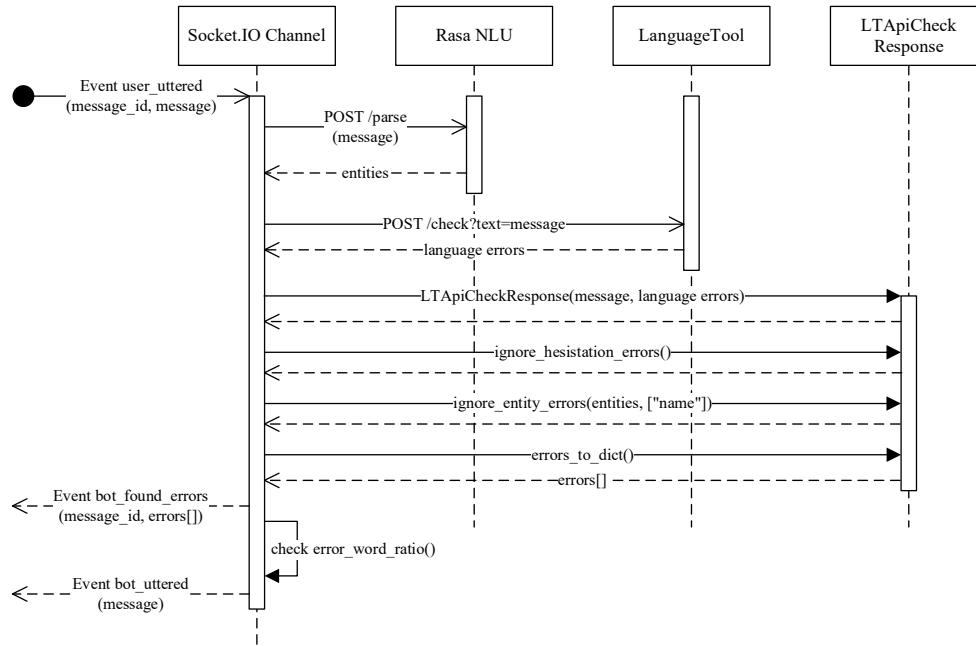 Socket.IO Channel
Rasa NLU
LanguageTool
LTApiCheck
Response
Event user_uttered
(message_id, message)
POST /parse
(message)
entities
POST /check?text=message
language errors
LTApiCheckResponse(message, language errors)
ignore_hesistation_errors()
ignore_entity_errors(entities, ["name"])
errors_to_dict()
errors[]
Event bot_found_errors
(message_id, errors[])
check error_word_ratio()
Event bot_uttered
(message)